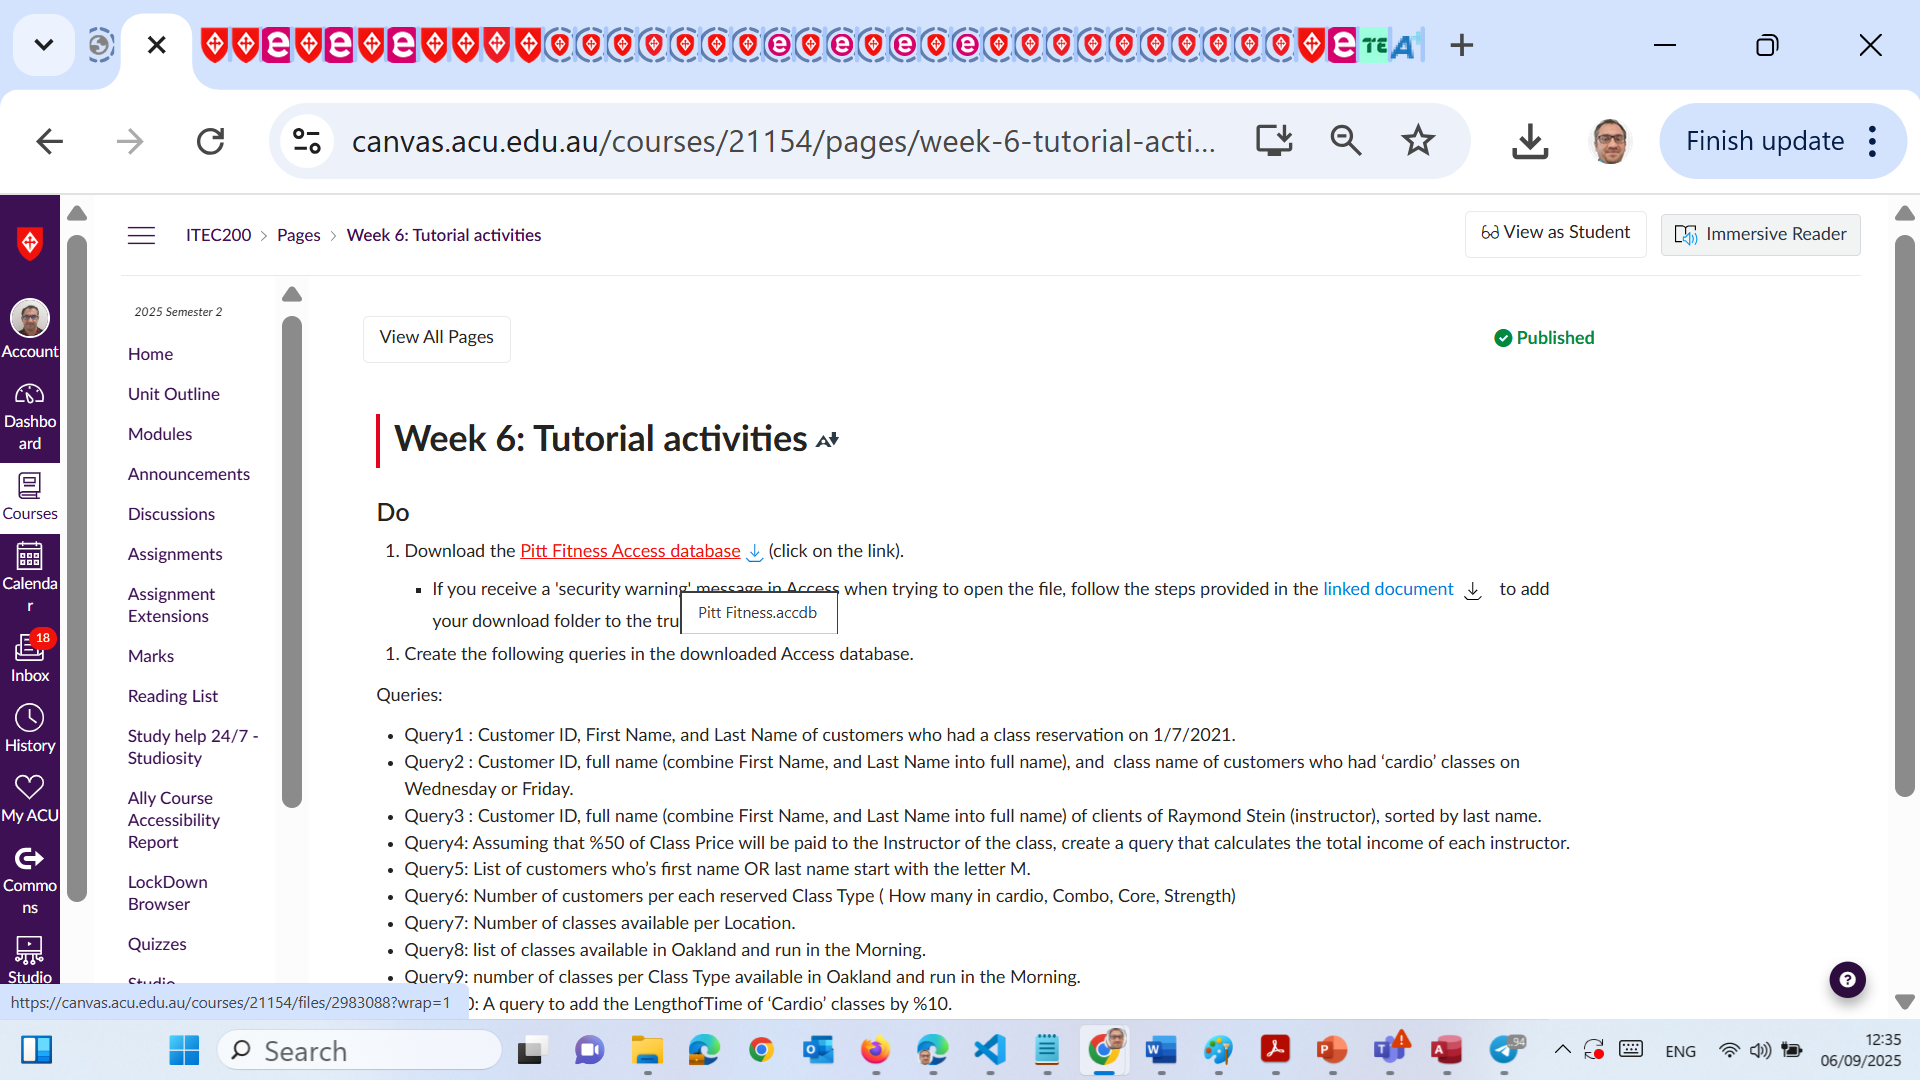 canvas.acu.edu.au/courses/21154/pages/week-6-tutorial-acti...
Finish update
ITEC200 > Pages > Week 6: Tutorial activities
View as Student
Immersive Reader
Account
Dashbo
ard
Courses
Calenda
r
18
Inbox
History
My ACU
Commo
ns
Studio
2025 Semester 2
Home
Unit Outline
Modules
Announcements
Discussions
Assignments
Assignment
Extensions
Marks
Reading List
Study help 24/7 -
Studiosity
Ally Course
Accessibility
Report
LockDown
Browser
Quizzes
Studio
View All Pages
Published
Week 6: Tutorial activities
Do
1. Download the Pitt Fitness Access database (click on the link).
If you receive a 'security warning' message in Access when trying to open the file, follow the steps provided in the linked document to add
your download folder to the tru
Pitt Fitness.accdb
1. Create the following queries in the downloaded Access database.
Queries:
• Query1 : Customer ID, First Name, and Last Name of customers who had a class reservation on 1/7/2021.
• Query2 : Customer ID, full name (combine First Name, and Last Name into full name), and class name of customers who had ‘cardio’ classes on
Wednesday or Friday.
• Query3 : Customer ID, full name (combine First Name, and Last Name into full name) of clients of Raymond Stein (instructor), sorted by last name.
• Query4: Assuming that %50 of Class Price will be paid to the Instructor of the class, create a query that calculates the total income of each instructor.
• Query5: List of customers who’s first name OR last name start with the letter M.
• Query6: Number of customers per each reserved Class Type ( How many in cardio, Combo, Core, Strength)
• Query7: Number of classes available per Location.
• Query8: list of classes available in Oakland and run in the Morning.
• Query9: number of classes per Class Type available in Oakland and run in the Morning.
0: A query to add the LengthofTime of ‘Cardio’ classes by %10.
https://canvas.acu.edu.au/courses/21154/files/2983088?wrap=1
Search
94
ENG
12:35
06/09/2025